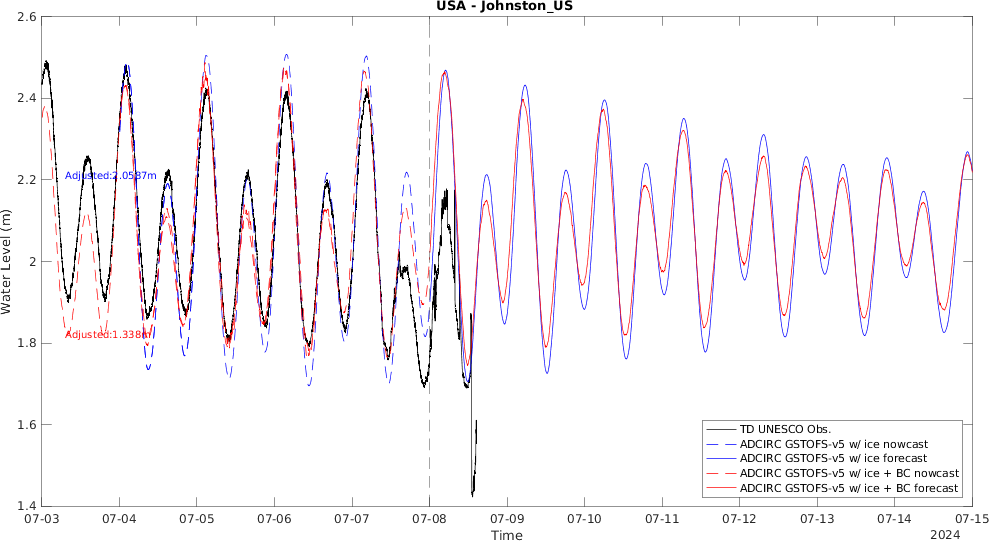 USA - Johnston_US
2.6
2.4
2.2
2
1.8
1.6
1.4
Water Level (m)
Adjusted:2.0587m
Adjusted:1.338m
TD UNESCO Obs.
ADCIRC GSTOFS-v5 w/ ice nowcast
ADCIRC GSTOFS-v5 w/ ice forecast
ADCIRC GSTOFS-v5 w/ ice + BC nowcast
ADCIRC GSTOFS-v5 w/ ice + BC forecast
07-03 07-04 07-05 07-06 07-07 07-08 07-09 07-10 07-11 07-12 07-13 07-14 07-15
Time
2024